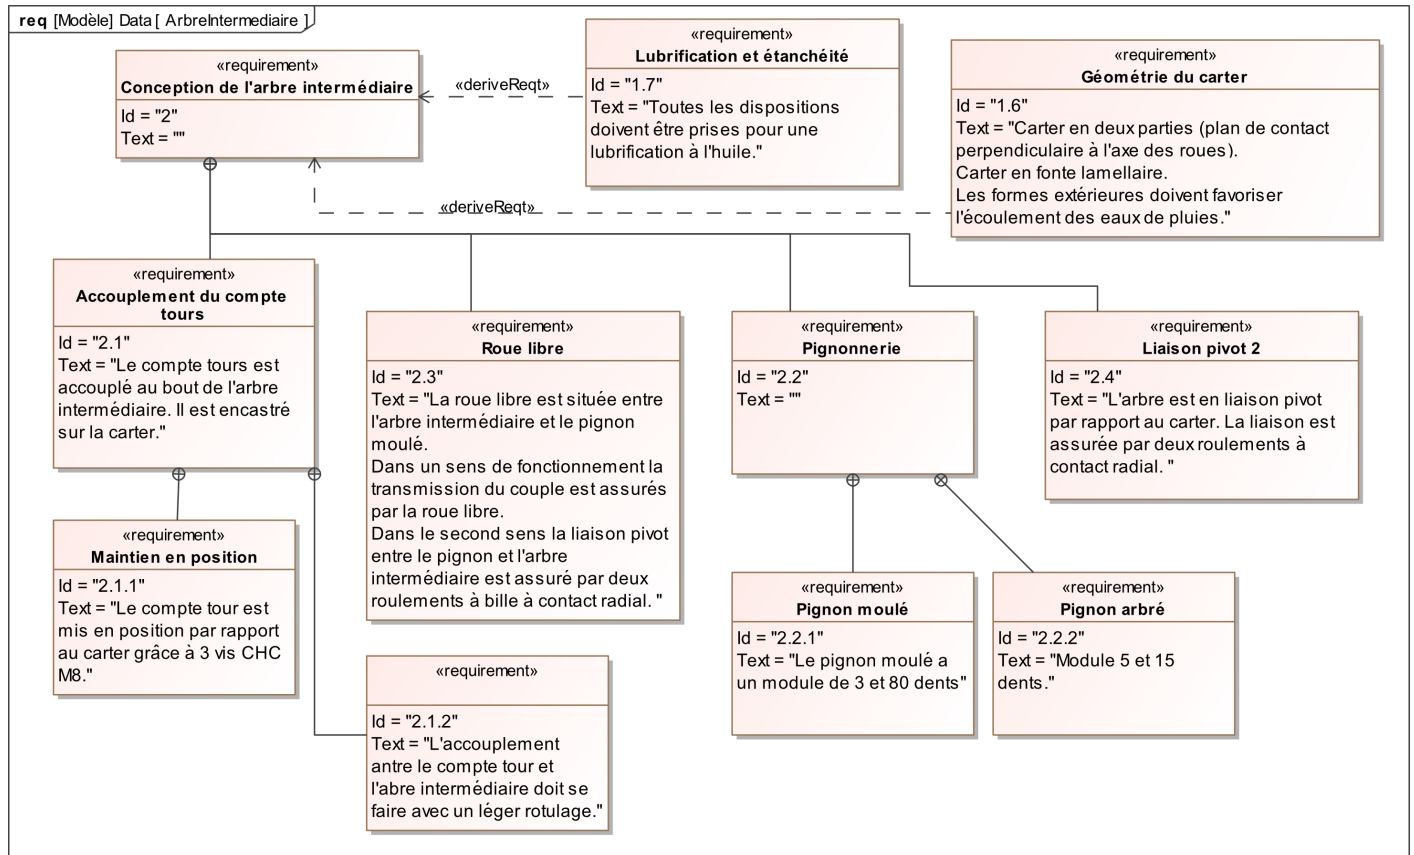 req [Modèle] Data [ ArbreIntermediaire ]
«requirement»
Conception de l'arbre intermédiaire
Id = "2"
Text = ""
«deriveReqt»
«requirement»
Lubrification et étanchéité
Id = "1.7"
Text = "Toutes les dispositions
doivent être prises pour une
lubrification à l'huile."
«requirement»
Géométrie du carter
Id = "1.6"
Text = "Carter en deux parties (plan de contact
perpendiculaire à l'axe des roues).
Carter en fonte lamellaire.
Les formes extérieures doivent favoriser
l'écoulement des eaux de pluies."
«deriveReqt»
«requirement»
Accouplement du compte
tours
Id = "2.1"
Text = "Le compte tours est
accouplé au bout de l'arbre
intermédiaire. Il est encastré
sur la carter."
«requirement»
Roue libre
Id = "2.3"
Text = "La roue libre est située entre
l'arbre intermédiaire et le pignon
moulé.
Dans un sens de fonctionnement la
transmission du couple est assurés
par la roue libre.
Dans le second sens la liaison pivot
entre le pignon et l'arbre
intermédiaire est assuré par deux
roulements à bille à contact radial. "
«requirement»
Pignonnerie
Id = "2.2"
Text = ""
«requirement»
Liaison pivot 2
Id = "2.4"
Text = "L'arbre est en liaison pivot
par rapport au carter. La liaison est
assurée par deux roulements à
contact radial. "
«requirement»
Maintien en position
Id = "2.1.1"
Text = "Le compte tour est
mis en position par rapport
au carter grâce à 3 vis CHC
M8."
«requirement»
Id = "2.1.2"
Text = "L'accouplement
antre le compte tour et
l'abre intermédiaire doit se
faire avec un léger rotulage."
«requirement»
Pignon moulé
Id = "2.2.1"
Text = "Le pignon moulé a
un module de 3 et 80 dents"
«requirement»
Pignon arbré
Id = "2.2.2"
Text = "Module 5 et 15
dents."